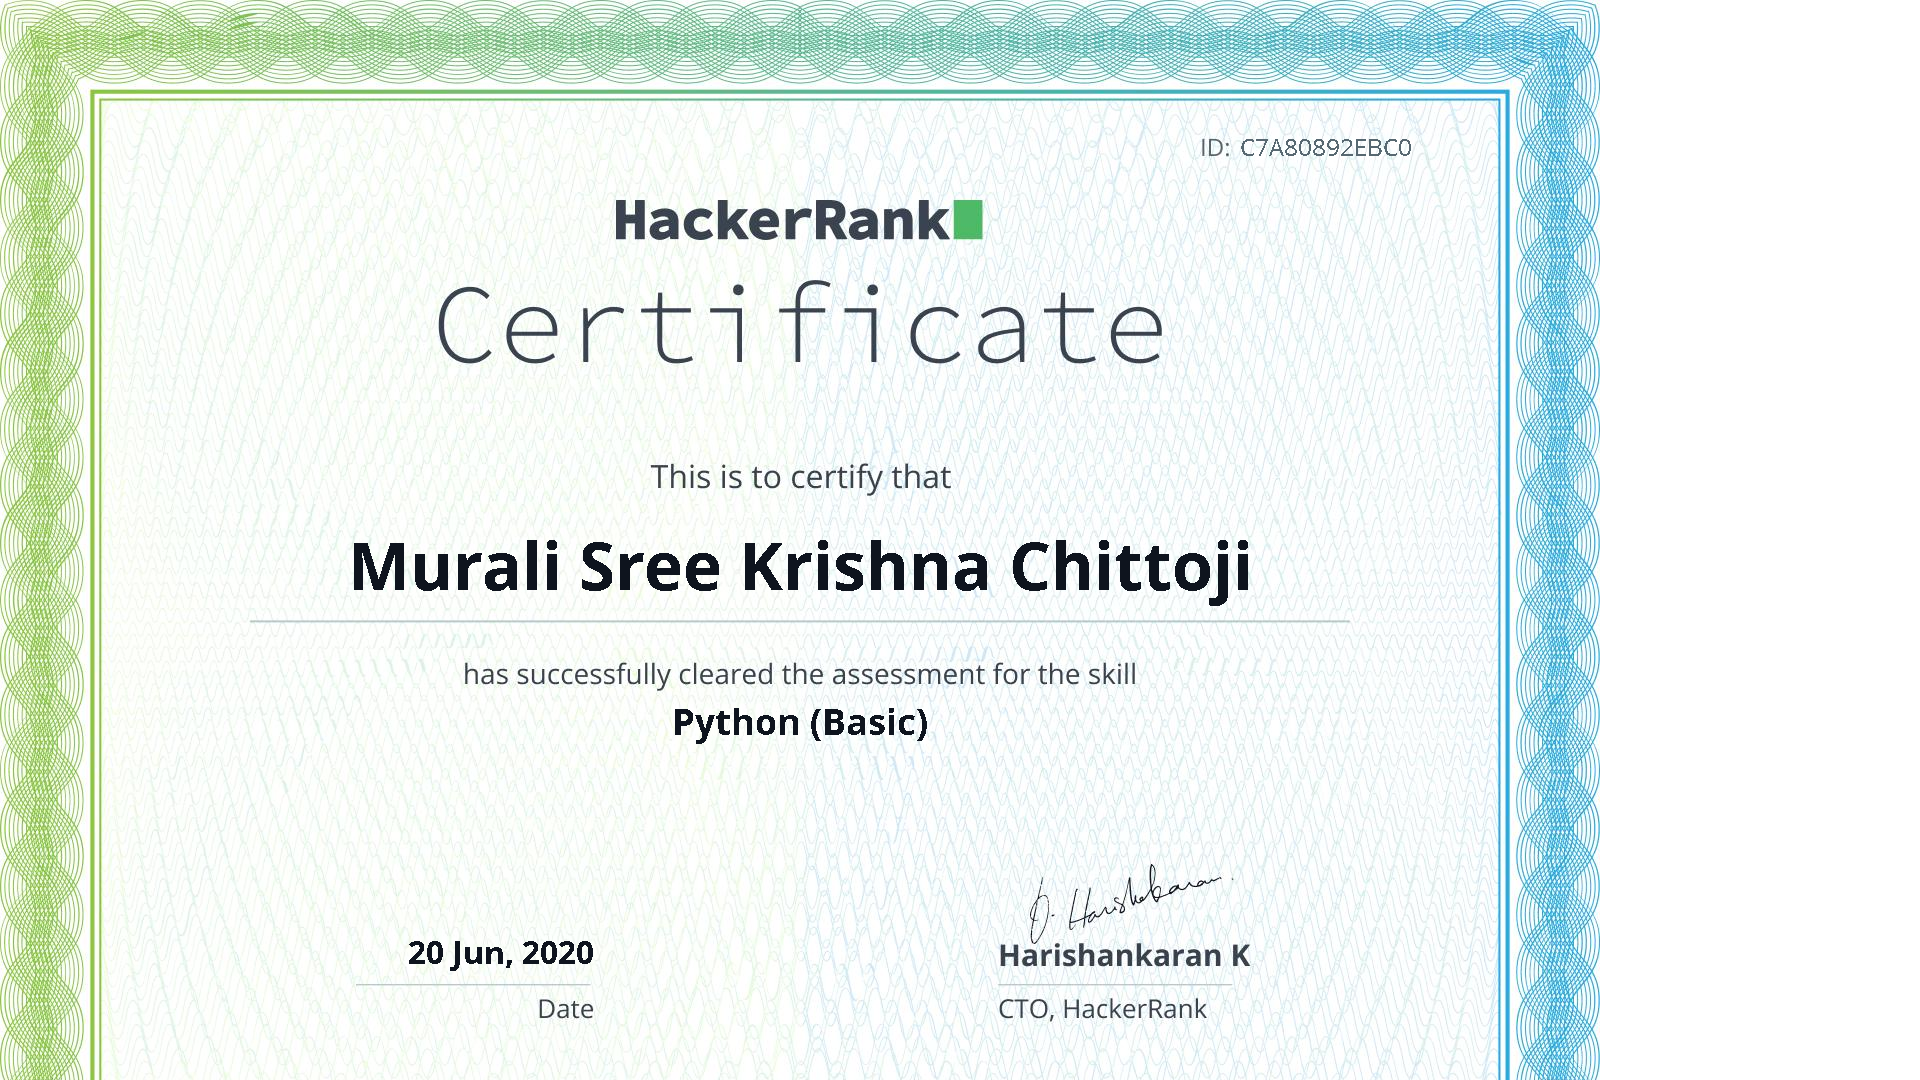 ID: C7A80892EBC0
HackerRank
Certificate
This is to certify that
Murali Sree Krishna Chittoji
has successfully cleared the assessment for the skill
Python (Basic)
20 Jun, 2020
Date
Harishankaran K
CTO, HackerRank